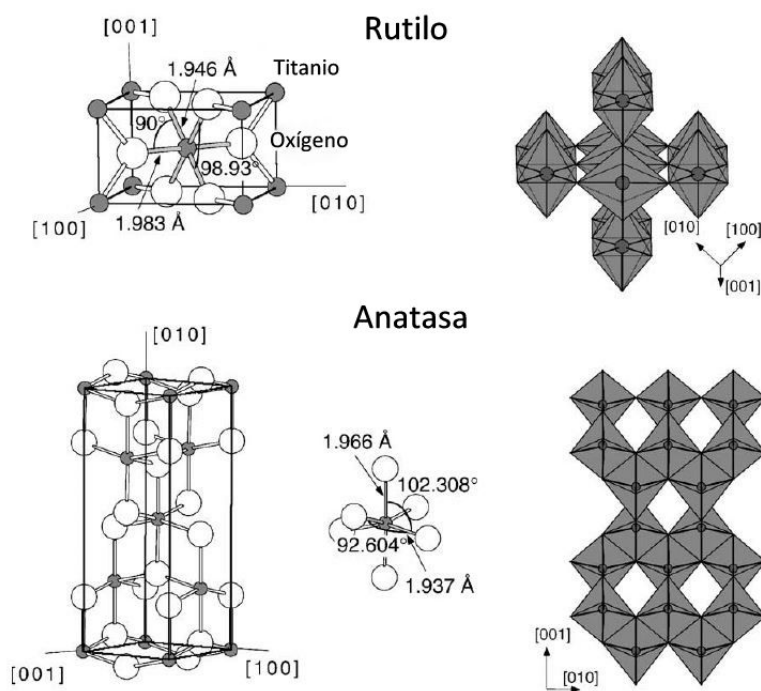 Rutilo
[001]
1.946 Å
Titanio
90°
Oxígeno
98.93°
[010]
[100]
1.983 Å
[010]
[100]
[001]
Anatasa
[010]
1.966 Å
102.308°
92.604°
1.937 Å
[001]
[100]
[001]
[010]